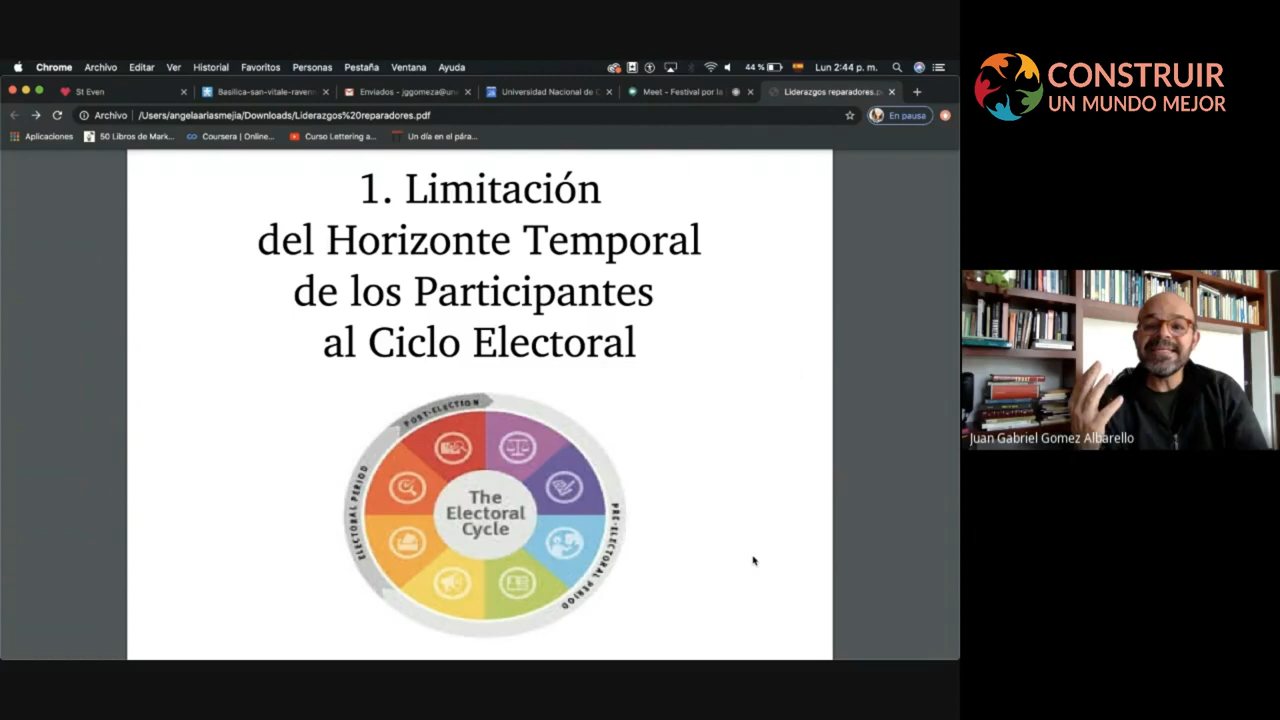 Chrome Archivo Editar Ver Historial Favoritos Personas Pestaña Ventana Ayuda 44 % Lun 2:44 p. m.
St Even Basilica-san-vitale-raven Enviados - jggomeza@un Universidad Nacional de C Meet - Festival por la Liderazgos reparadores.p
Archivo /Users/angelaariasmejia/Downloads/Liderazgos%20reparadores.pdf En pausa
Aplicaciones 50 Libros de Mark... Coursera | Online... Curso Lettering a... Un día en el pára...
1. Limitación
del Horizonte Temporal
de los Participantes
al Ciclo Electoral
POST-ELECTION
ELECTORAL PERIOD
PRE-ELECTORAL PERIOD
The
Electoral
Cycle
CONSTRUIR
UN MUNDO MEJOR
Juan Gabriel Gomez Albarello